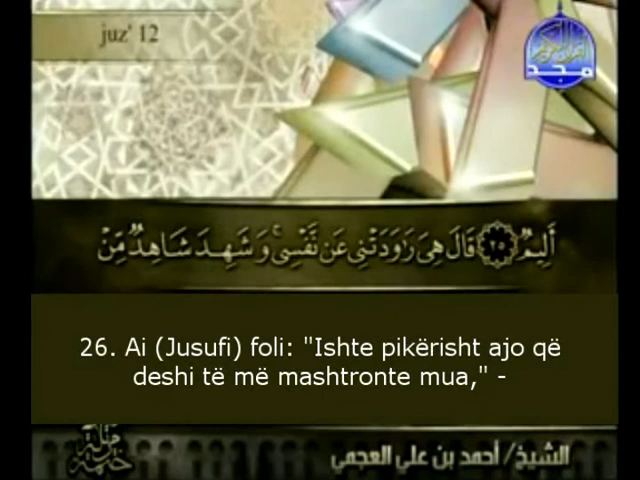 juz' 12
مجد
أَلِيمٌ ٢٥ قَالَ هِيَ رَٰوَدَتْنِي عَن نَّفْسِي ۚ وَشَهِدَ شَاهِدٌ مِّنْ
26. Ai (Jusufi) foli: "Ishte pikërisht ajo që
deshi të më mashtronte mua," -
الشيخ/ أحمد بن علي العجمي